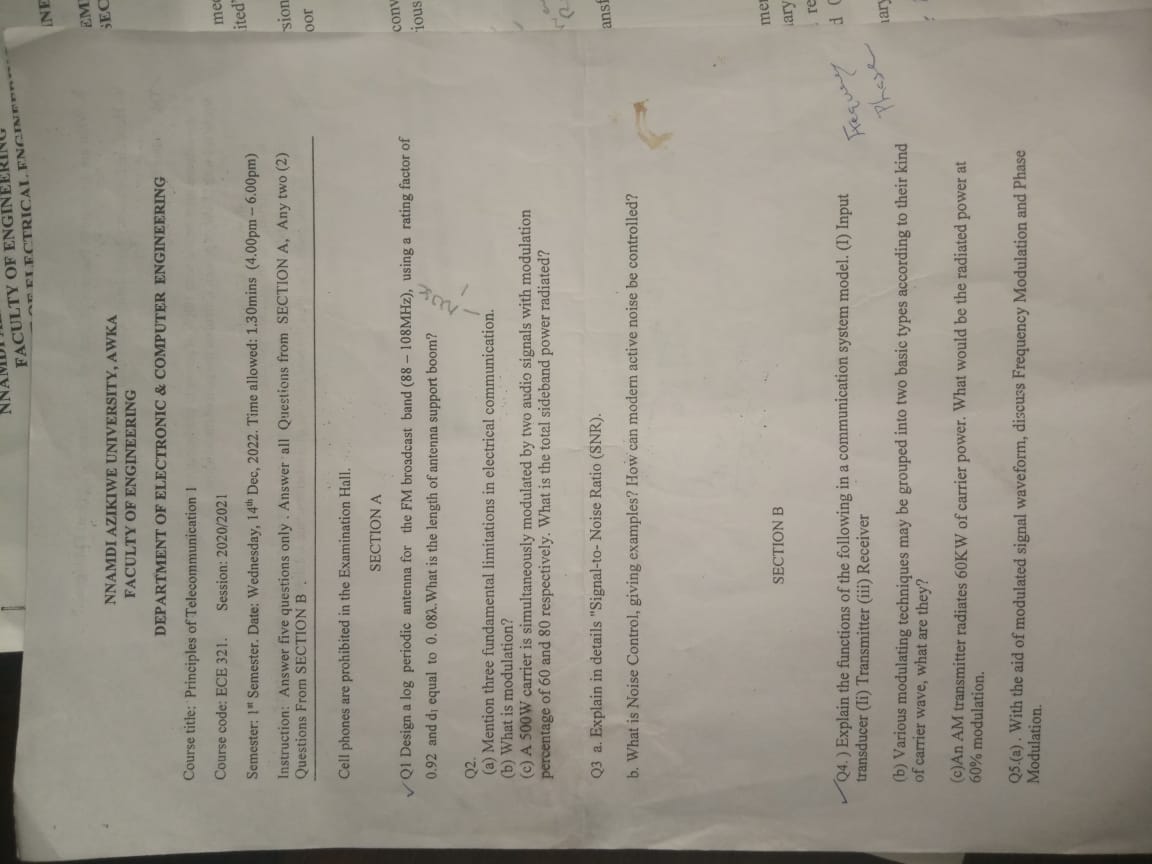 FACULTY OF ENGINEERING
NNAMDI AZIKIWE UNIVERSITY, AWKA
FACULTY OF ENGINEERING
DEPARTMENT OF ELECTRONIC & COMPUTER ENGINEERING
Course title: Principles of Telecommunication 1
Course code: ECE 321. Session: 2020/2021
Semester: 1st Semester. Date: Wednesday, 14th Dec, 2022. Time allowed: 1.30mins (4.00pm – 6.00pm)
Instruction: Answer five questions only . Answer all Questions from SECTION A, Any two (2)
Questions From SECTION B .
Cell phones are prohibited in the Examination Hall.
SECTION A
Q1 Design a log periodic antenna for the FM broadcast band (88 – 108MHz), using a rating factor of
0.92 and d₁ equal to 0. 08λ. What is the length of antenna support boom?
Q2.
(a) Mention three fundamental limitations in electrical communication.
(b) What is modulation?
(c) A 500W carrier is simultaneously modulated by two audio signals with modulation
percentage of 60 and 80 respectively. What is the total sideband power radiated?
Q3 a. Explain in details "Signal-to- Noise Ratio (SNR).
b. What is Noise Control, giving examples? How can modern active noise be controlled?
SECTION B
Q4. ) Explain the functions of the following in a communication system model. (I) Input
transducer (Ii) Transmitter (iii) Receiver
Phase
(b) Various modulating techniques may be grouped into two basic types according to their kind
of carrier wave, what are they?
(c)An AM transmitter radiates 60KW of carrier power. What would be the radiated power at
60% modulation.
Q5.(a) . With the aid of modulated signal waveform, discuss Frequency Modulation and Phase
Modulation.